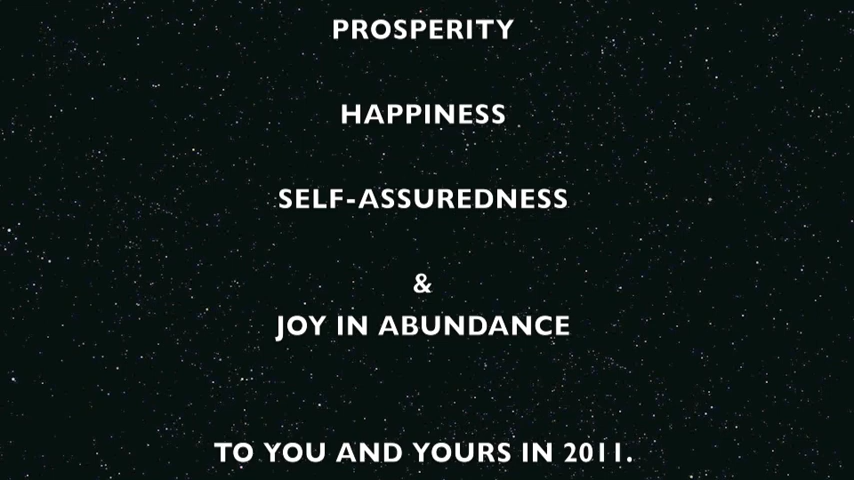 PROSPERITY
HAPPINESS
SELF-ASSUREDNESS
&
JOY IN ABUNDANCE
TO YOU AND YOURS IN 2011.